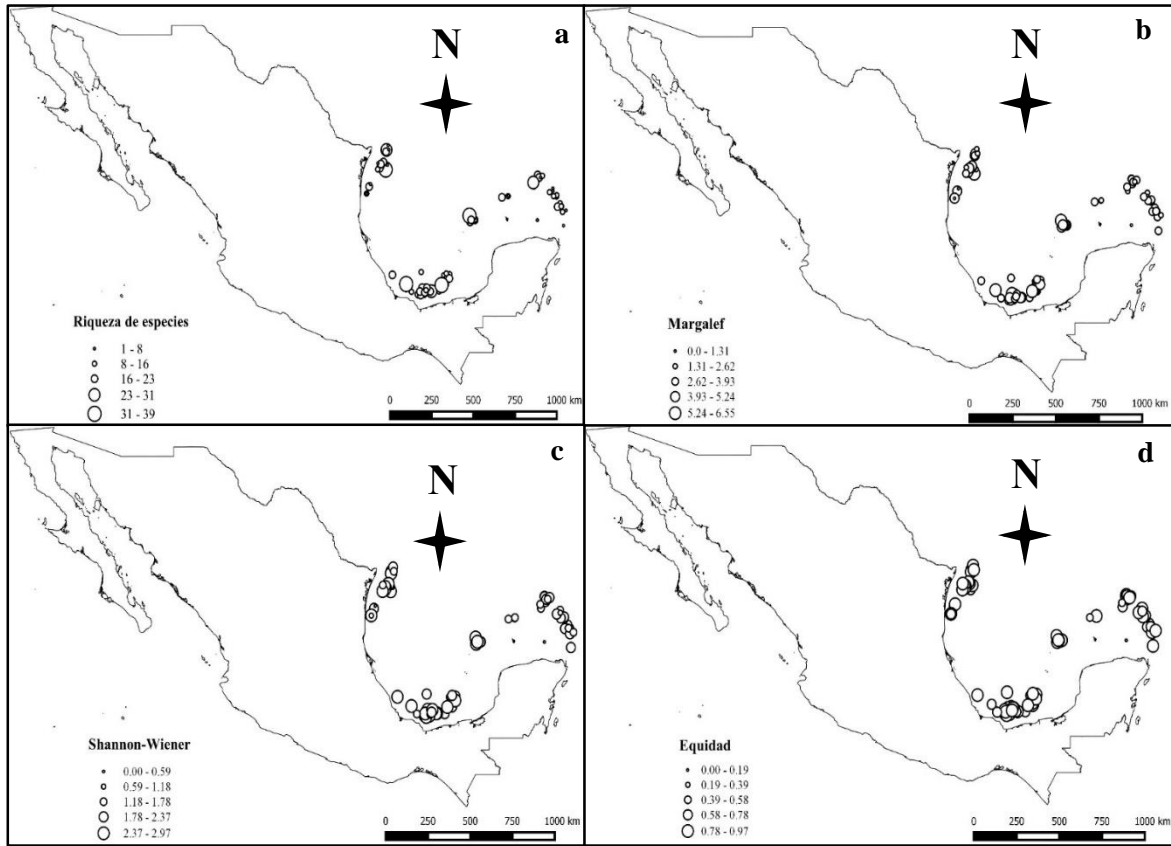 a
N
Riqueza de especies
1 - 8
8 - 16
16 - 23
23 - 31
31 - 39
0 250 500 750 1000 km
b
N
Margalef
0.0 - 1.31
1.31 - 2.62
2.62 - 3.93
3.93 - 5.24
5.24 - 6.55
0 250 500 750 1000 km
c
N
Shannon-Wiener
0.00 - 0.59
0.59 - 1.18
1.18 - 1.78
1.78 - 2.37
2.37 - 2.97
0 250 500 750 1000 km
d
N
Equidad
0.00 - 0.19
0.19 - 0.39
0.39 - 0.58
0.58 - 0.78
0.78 - 0.97
0 250 500 750 1000 km